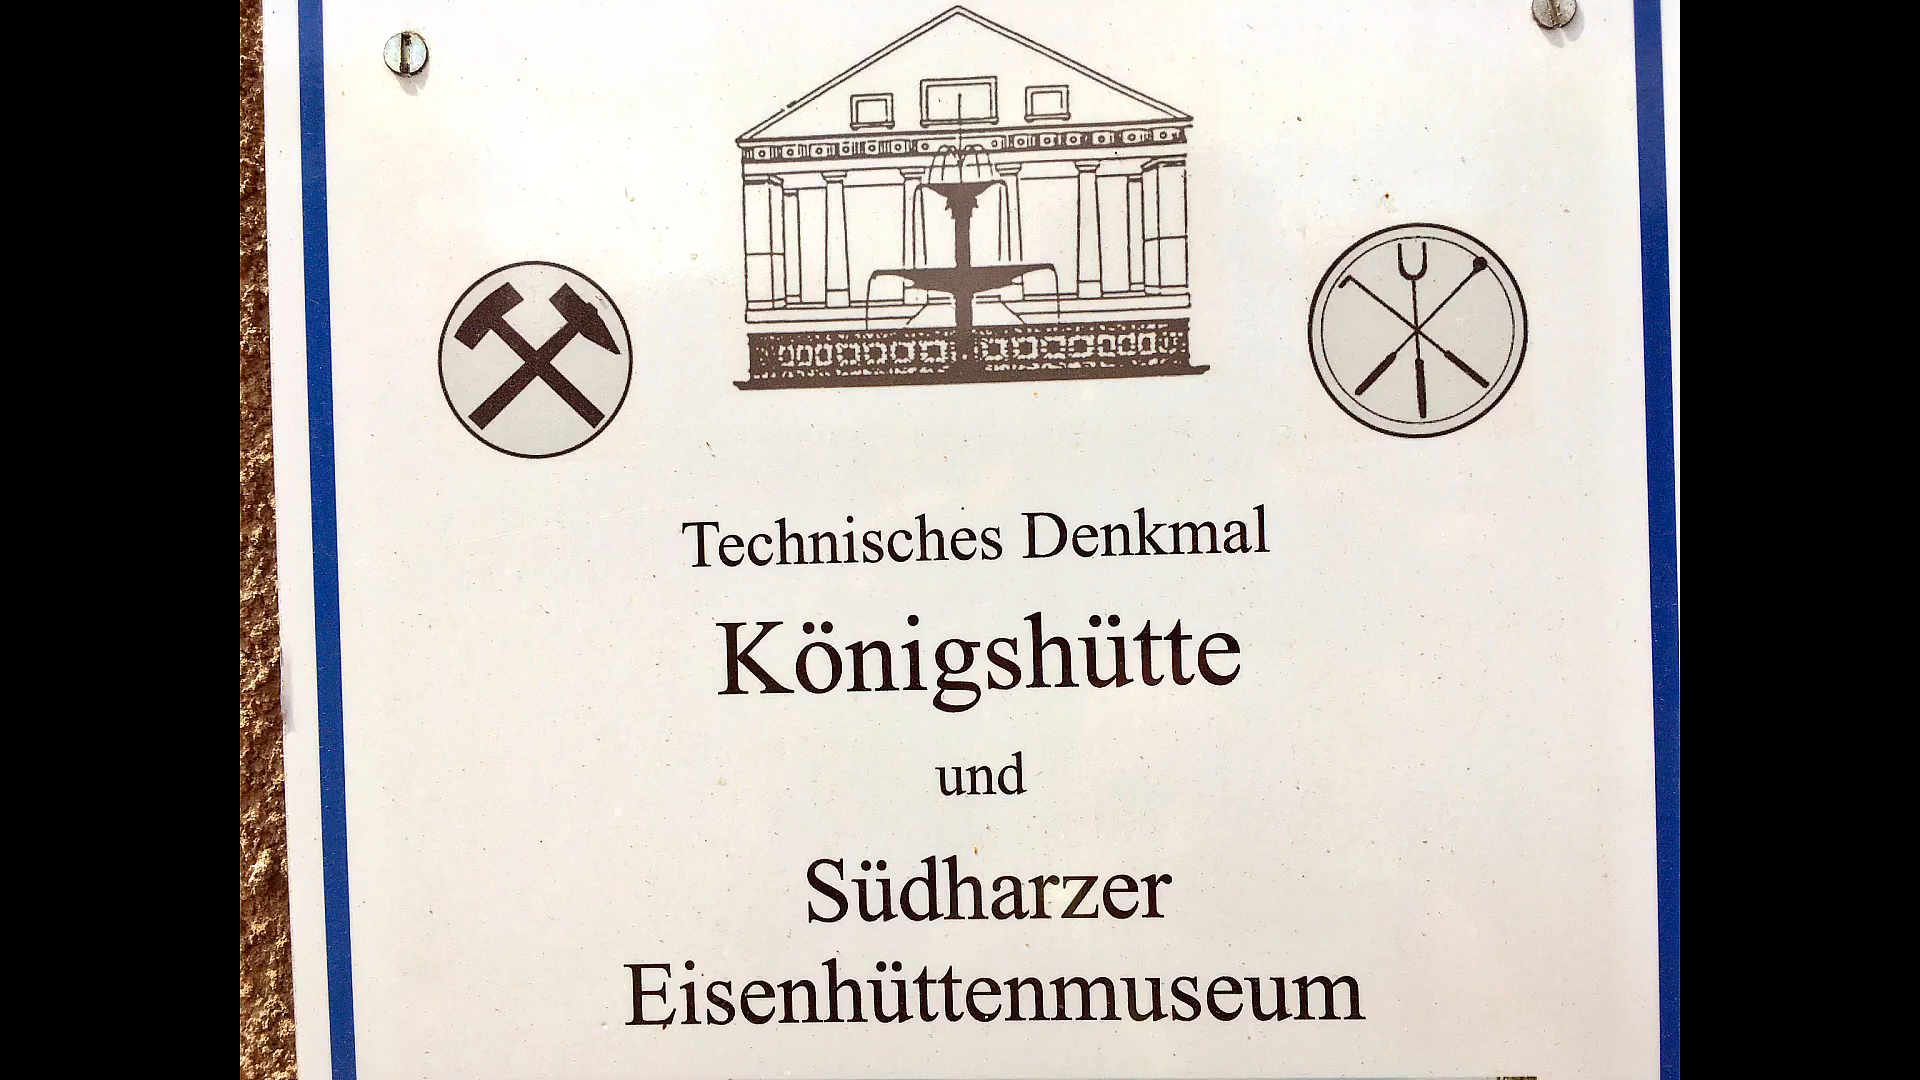 Technisches Denkmal
Königshütte
und
Südharzer
Eisenhüttenmuseum